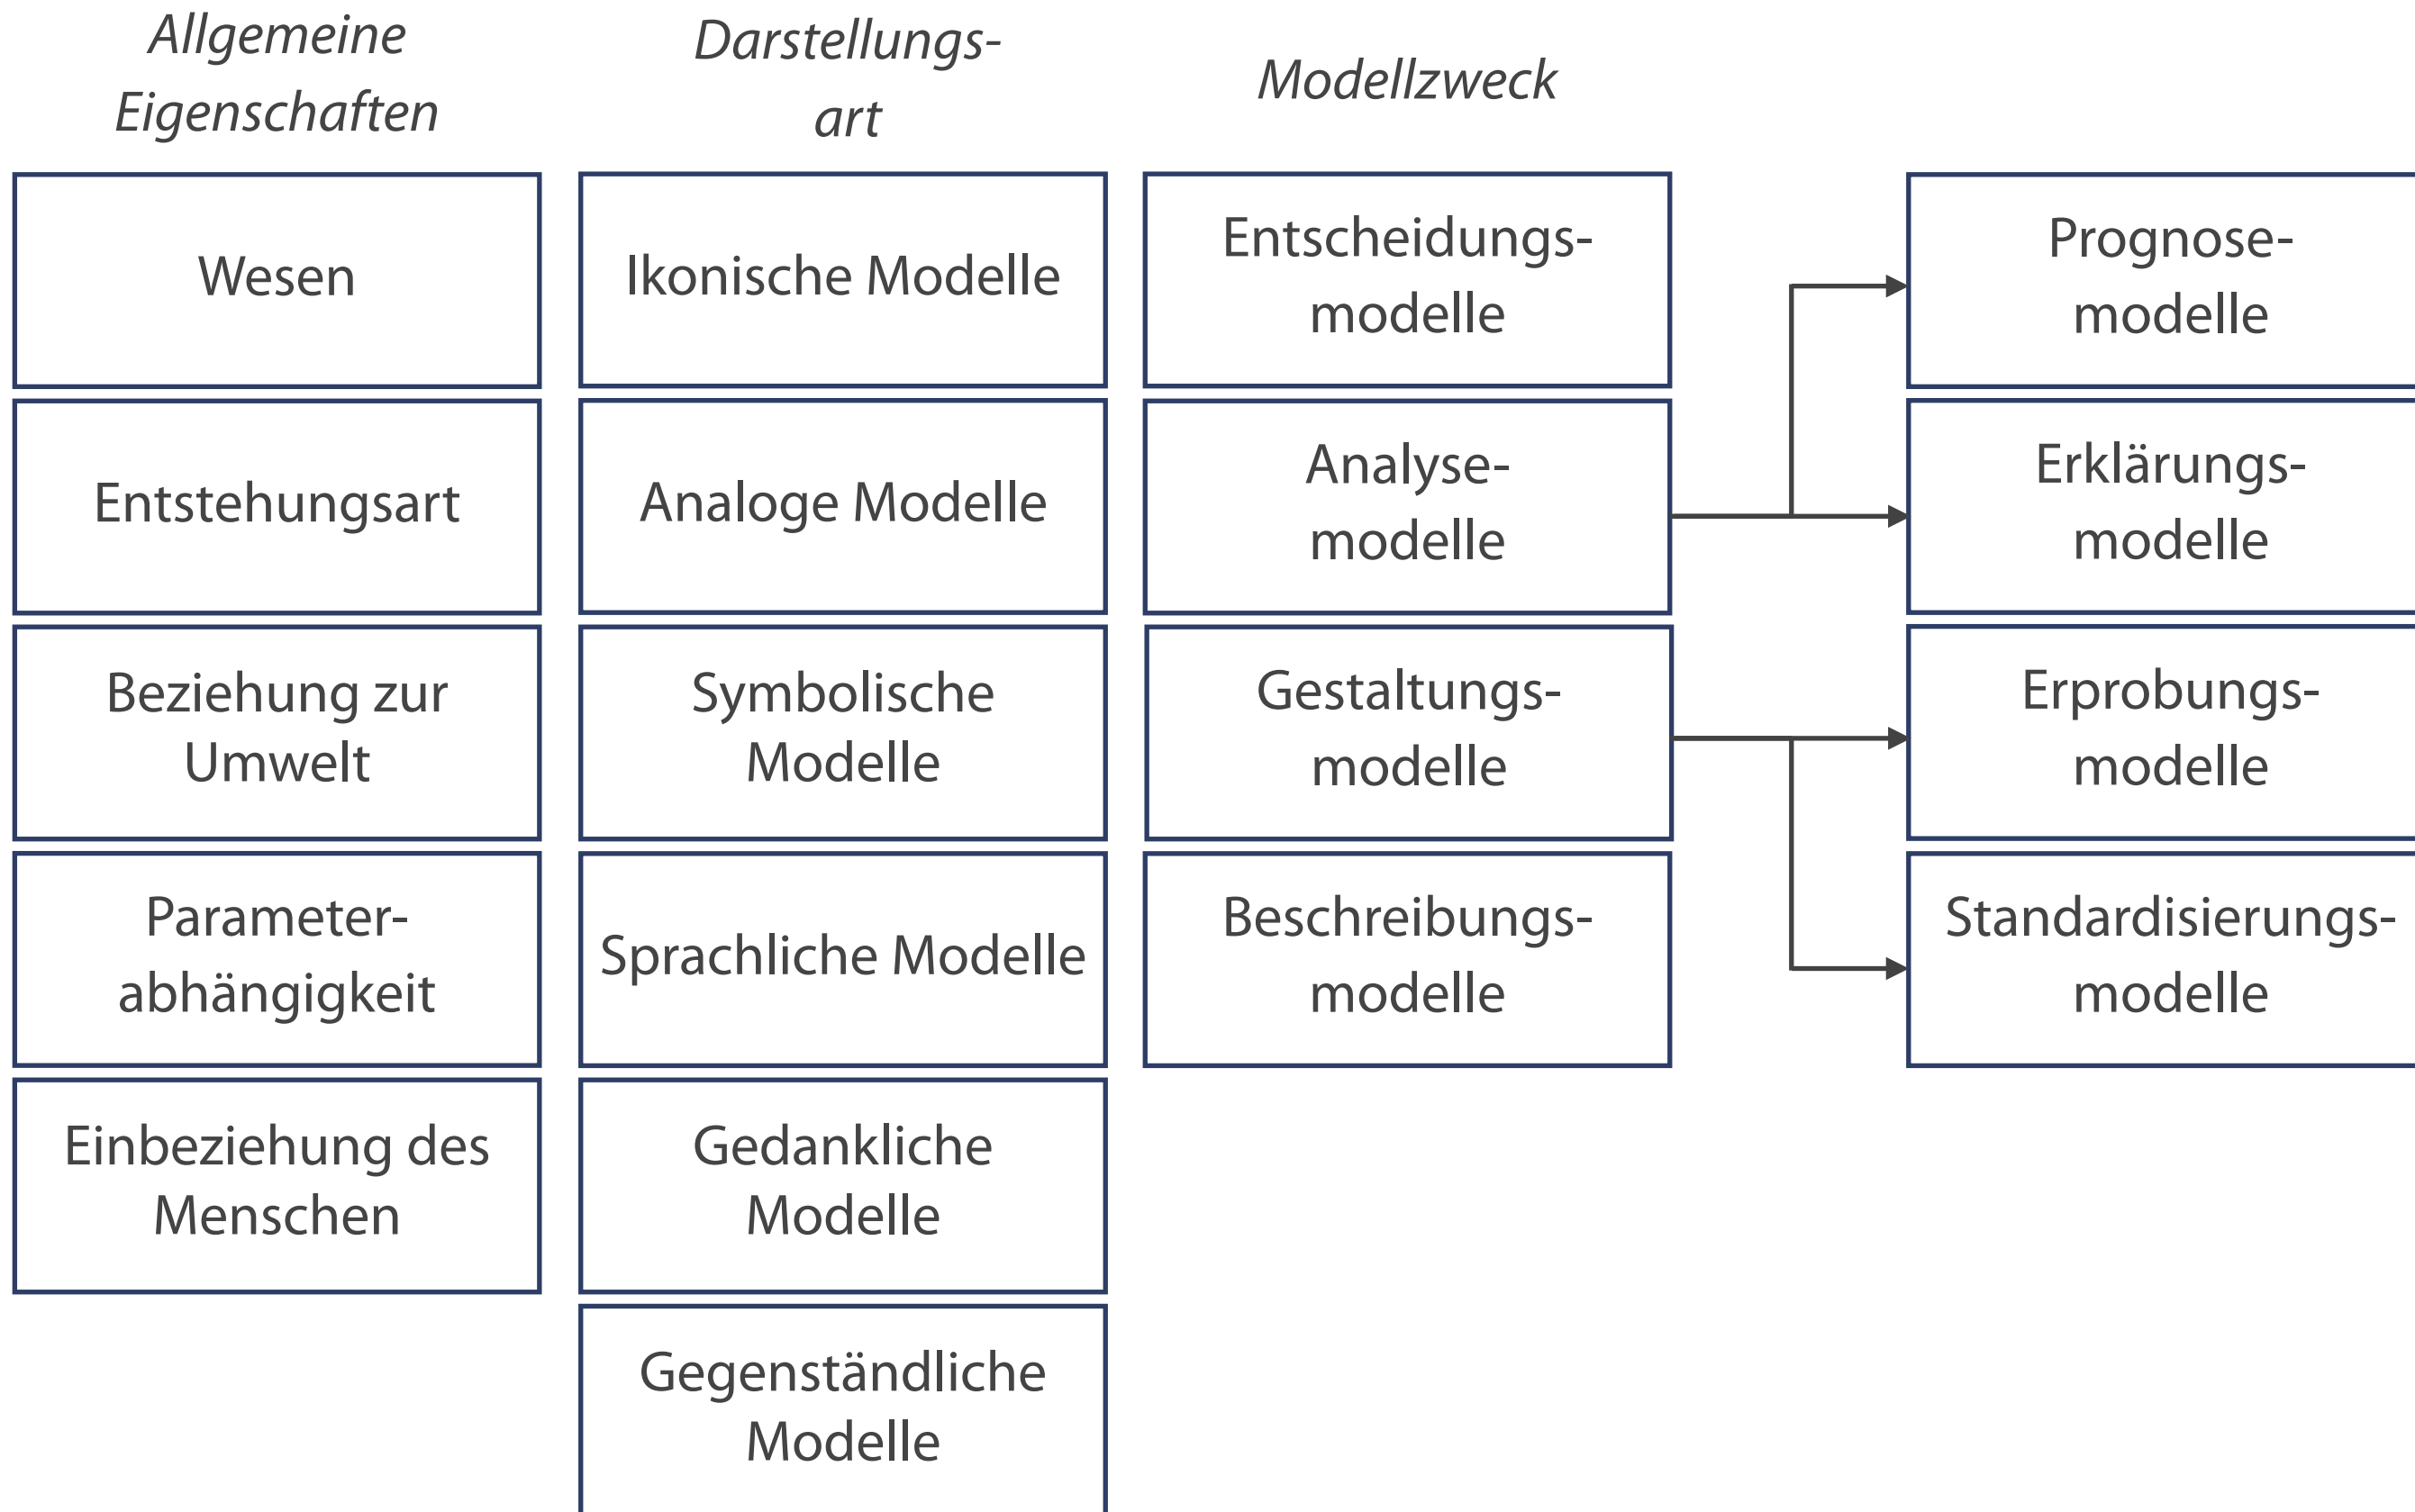 Allgemeine
Eigenschaften
Wesen
Entstehungsart
Beziehung zur
Umwelt
Parameter-
abhängigkeit
Einbeziehung des
Menschen
Darstellungs-
art
Ikonische Modelle
Analoge Modelle
Symbolische
Modelle
Sprachliche Modelle
Gedankliche
Modelle
Gegenständliche
Modelle
Modellzweck
Entscheidungs-
modelle
Analyse-
modelle
Gestaltungs-
modelle
Beschreibungs-
modelle
Prognose-
modelle
Erklärungs-
modelle
Erprobungs-
modelle
Standardisierungs-
modelle